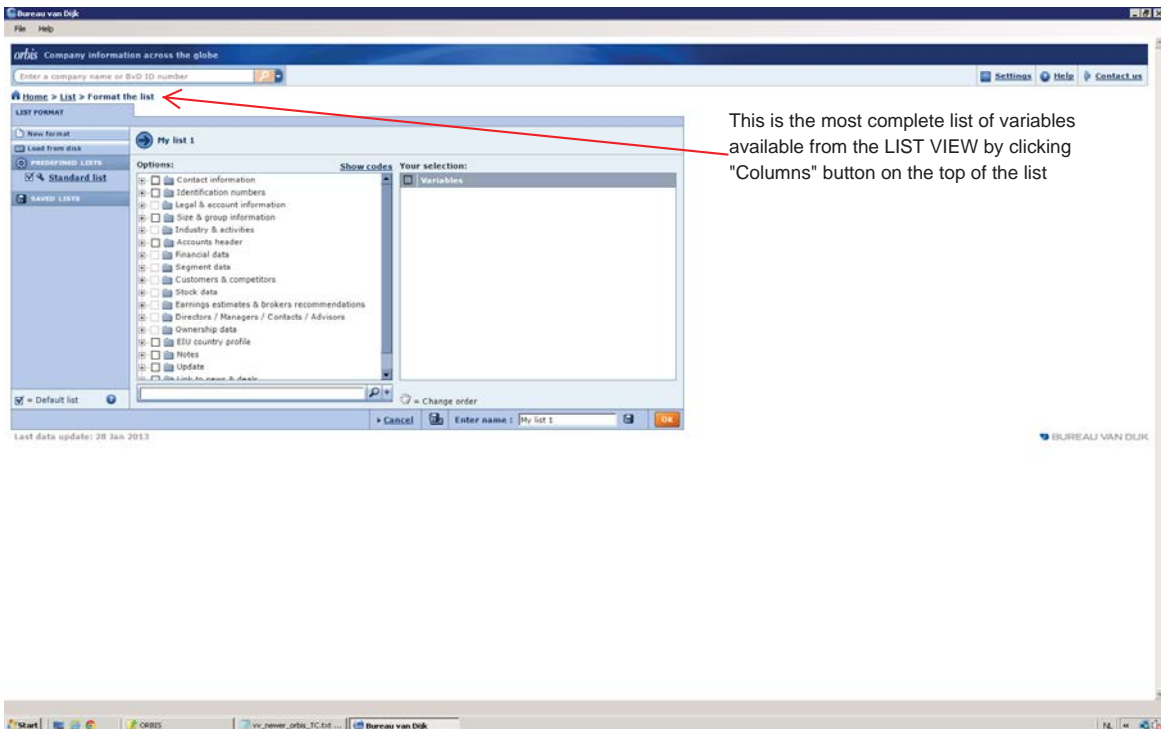 Bureau van Dijk
File Help
orbis Company information across the globe
Enter a company name or BvD ID number
Settings Help Contact us
Home > List > Format the list
LIST FORMAT
New format
Load from disk
PREDEFINED LISTS
Standard list
SAVED LISTS
My list 1
Options: Show codes Your selection:
Contact information
Variables
Identification numbers
Legal & account information
Size & group information
Industry & activities
Accounts header
Financial data
Segment data
Customers & competitors
Stock data
Earnings estimates & brokers recommendations
Directors / Managers / Contacts / Advisors
Ownership data
EIU country profile
Notes
Update
Link to news & deals
= Default list
= Change order
Cancel Enter name : My list 1 OK
Last data update: 28 Jan 2013
BUREAU VAN DIJK
This is the most complete list of variables
available from the LIST VIEW by clicking
"Columns" button on the top of the list
Start ORBIS vv_newer_orbis_TC.txt ... Bureau van Dijk NL